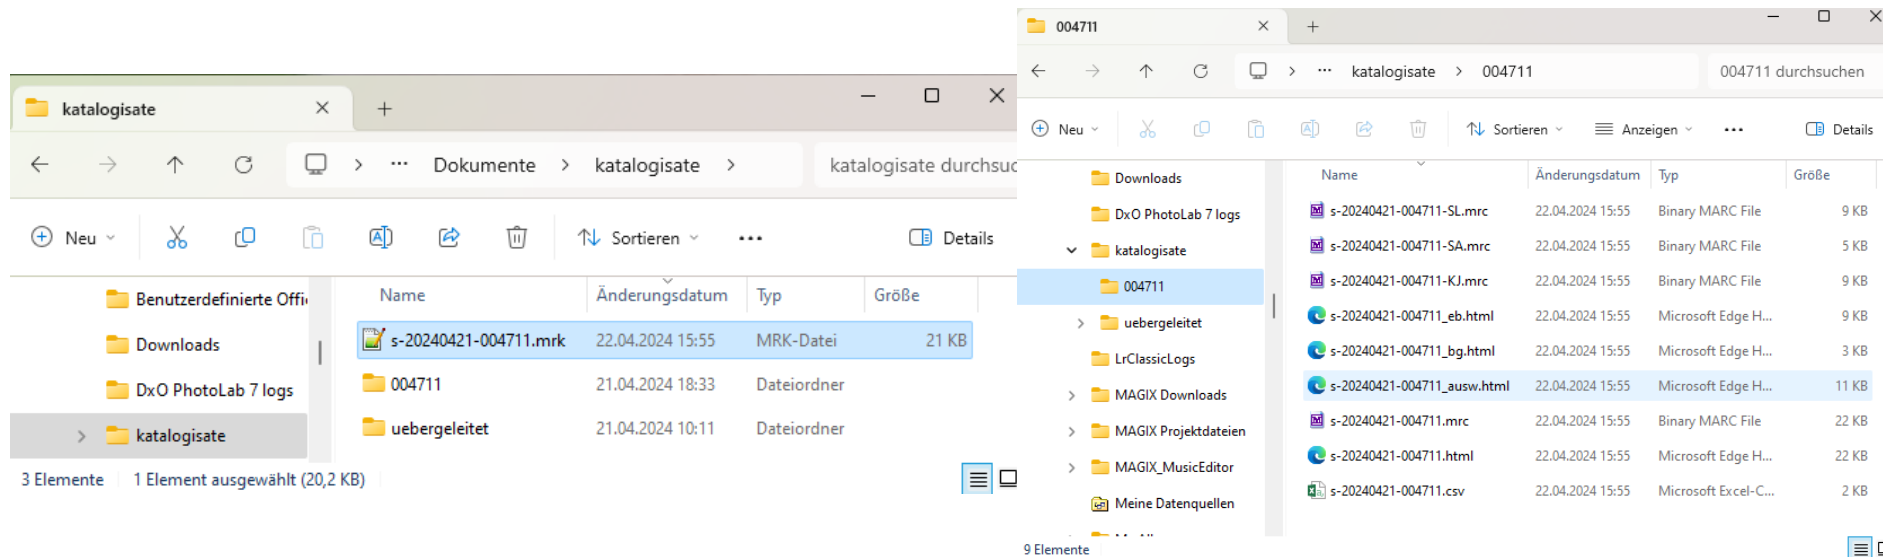 katalogisate
Dokumente > katalogisate >
katalogisate durchsuc
Neu
Sortieren
Details
Benutzerdefinierte Offi
Downloads
DxO PhotoLab 7 logs
katalogisate
Name Änderungsdatum Typ Größe
s-20240421-004711.mrk 22.04.2024 15:55 MRK-Datei 21 KB
004711 21.04.2024 18:33 Dateiordner
uebergeleitet 21.04.2024 10:11 Dateiordner
3 Elemente 1 Element ausgewählt (20,2 KB)
004711
katalogisate > 004711
004711 durchsuchen
Neu
Sortieren
Anzeigen
Details
Downloads
DxO PhotoLab 7 logs
katalogisate
004711
uebergeleitet
LrClassicLogs
MAGIX Downloads
MAGIX Projektdateien
MAGIX_MusicEditor
Meine Datenquellen
Name Änderungsdatum Typ Größe
s-20240421-004711-SL.mrc 22.04.2024 15:55 Binary MARC File 9 KB
s-20240421-004711-SA.mrc 22.04.2024 15:55 Binary MARC File 5 KB
s-20240421-004711-KJ.mrc 22.04.2024 15:55 Binary MARC File 9 KB
s-20240421-004711_eb.html 22.04.2024 15:55 Microsoft Edge H... 9 KB
s-20240421-004711_bg.html 22.04.2024 15:55 Microsoft Edge H... 3 KB
s-20240421-004711_ausw.html 22.04.2024 15:55 Microsoft Edge H... 11 KB
s-20240421-004711.mrc 22.04.2024 15:55 Binary MARC File 22 KB
s-20240421-004711.html 22.04.2024 15:55 Microsoft Edge H... 22 KB
s-20240421-004711.csv 22.04.2024 15:55 Microsoft Excel-C... 2 KB
9 Elemente